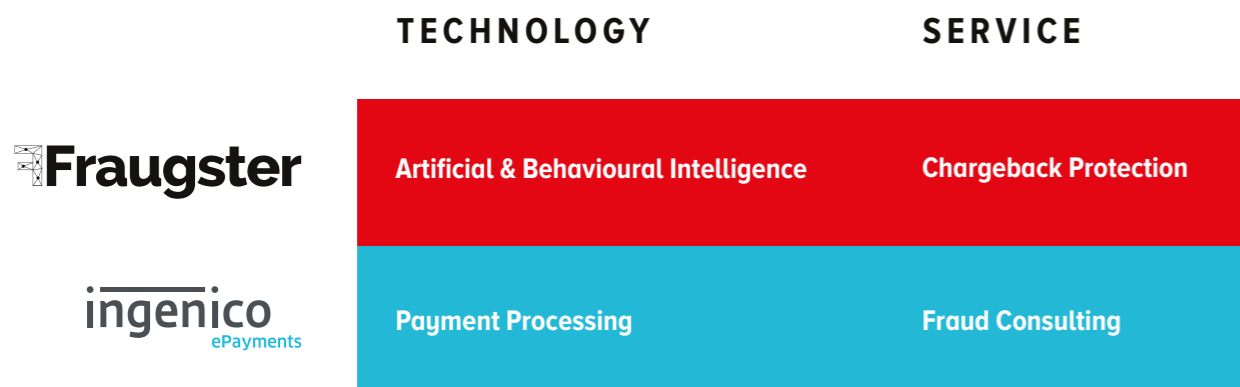 TECHNOLOGY SERVICE
Fraugster Artificial & Behavioural Intelligence Chargeback Protection
ingenico
ePayments
Payment Processing Fraud Consulting